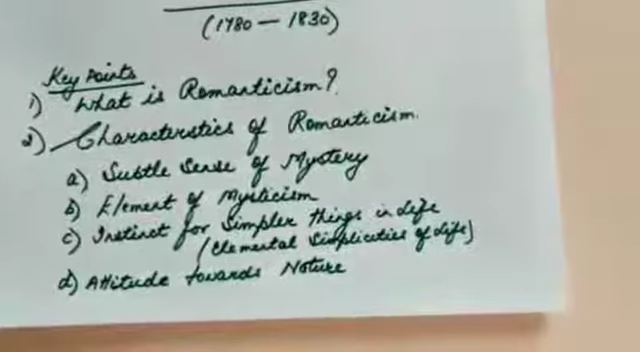 (1780 — 1830)
Key Points
1) What is Romanticism?
2) Characterstics of Romanticism.
a) Subtle Sense of Mystery
b) Element of Mysticism
c) Instinct for Simpler things in life
(Elemental Simplicities of life)
d) Attitude towards Nature